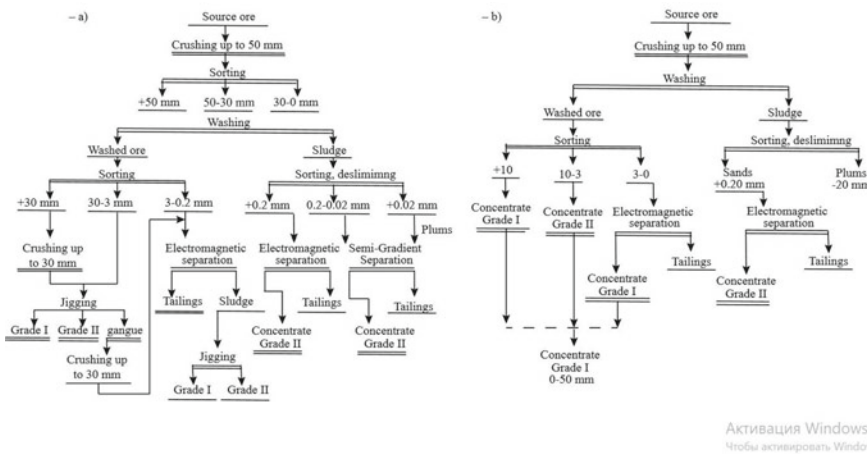 – a)
Source ore
Crushing up to 50 mm
Sorting
+50 mm 50-30 mm 30-0 mm
Washing
Washed ore Sludge
Sorting Sorting, deslimimng
+30 mm 30-3 mm 3-0.2 mm +0.2 mm 0.2-0.02 mm +0.02 mm
Plums
Crushing up
to 30 mm
Electromagnetic
separation
Electromagnetic
separation
Semi-Gradient
Separation
Jigging
Tailings Sludge Tailings Tailings
Grade I Grade II gangue
Concentrate
Grade II
Concentrate
Grade II
Crushing up
to 30 mm
Jigging
Grade I Grade II
– b)
Source ore
Crushing up to 50 mm
Washing
Washed ore Sludge
Sorting Sorting, deslimimng
+10 10-3 3-0
Sands
+0.20 mm
Plums
-20 mm
Concentrate
Grade I
Concentrate
Grade II
Electromagnetic
separation
Electromagnetic
separation
Concentrate
Grade I
Tailings
Concentrate
Grade II
Tailings
Concentrate
Grade I
0-50 mm
Активация Windows
Чтобы активировать Windo